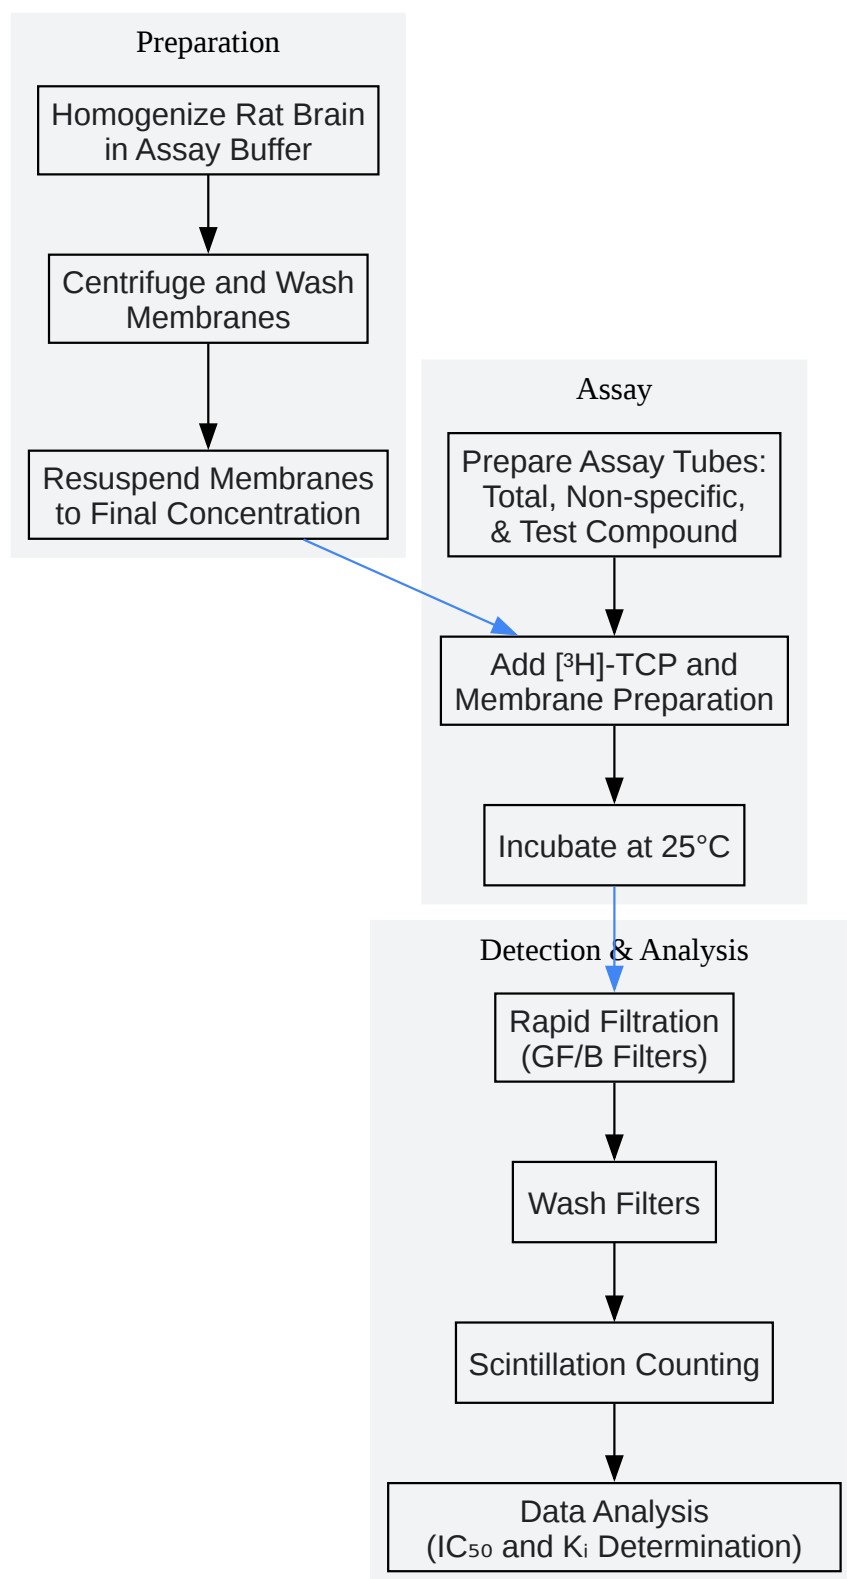 Preparation
Homogenize Rat Brain
in Assay Buffer
Centrifuge and Wash
Membranes
Resuspend Membranes
to Final Concentration
Assay
Prepare Assay Tubes:
Total, Non-specific,
& Test Compound
Add [³H]-TCP and
Membrane Preparation
Incubate at 25°C
Detection & Analysis
Rapid Filtration
(GF/B Filters)
Wash Filters
Scintillation Counting
Data Analysis
(IC₅₀ and Kᵢ Determination)